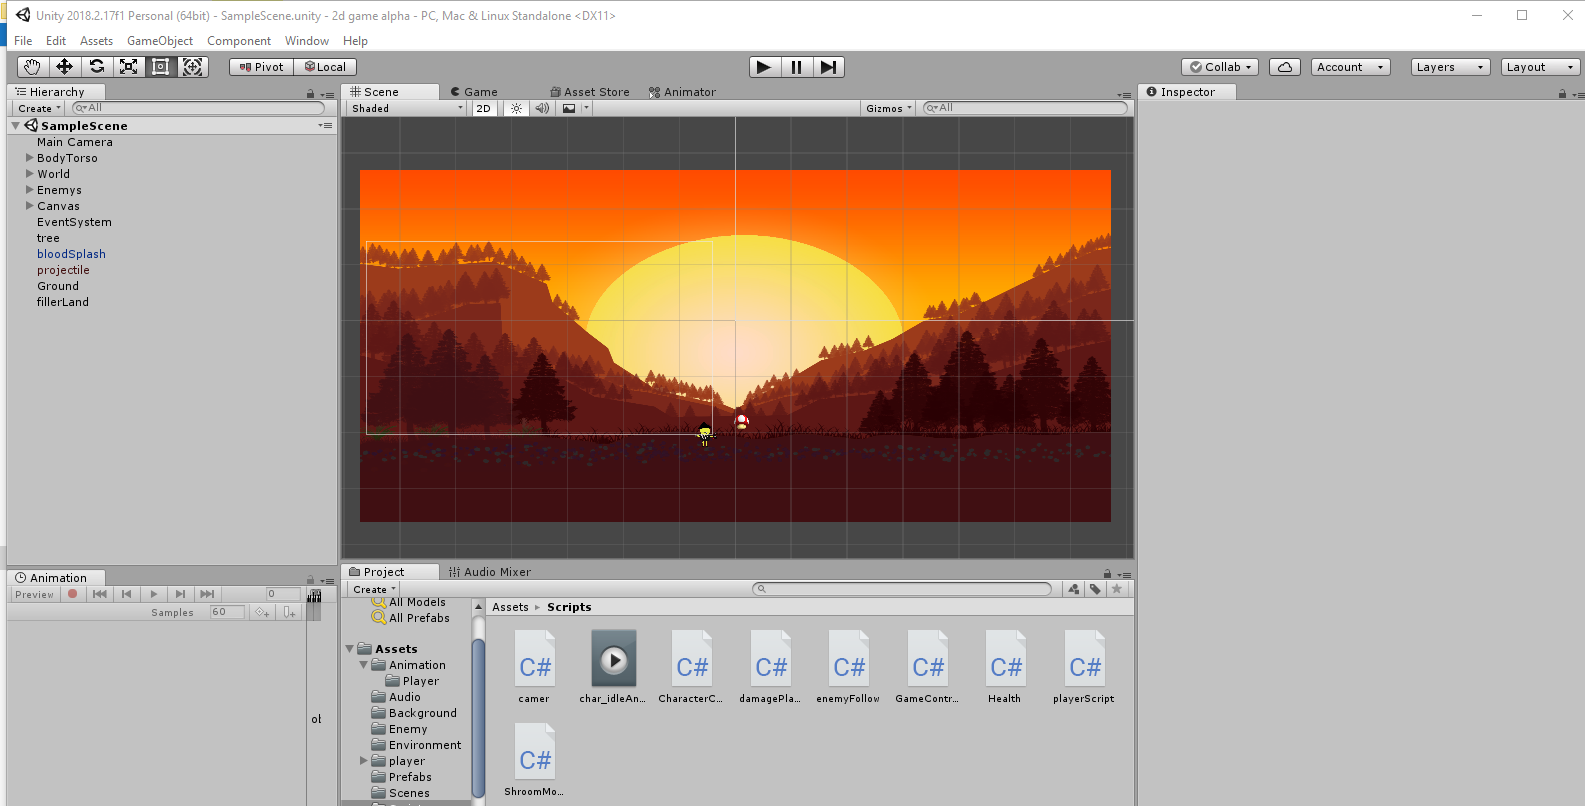 Unity 2018.2.17f1 Personal (64bit) - SampleScene.unity - 2d game alpha - PC, Mac & Linux Standalone <DX11>
File Edit Assets GameObject Component Window Help
Pivot Local Collab Account Layers Layout
Hierarchy
Create All
SampleScene
Main Camera
BodyTorso
World
Enemys
Canvas
EventSystem
tree
bloodSplash
projectile
Ground
fillerLand
Scene Game Asset Store Animator
Shaded 2D Gizmos All
Inspector
Animation
Preview 0
Samples 60
Project Audio Mixer
Create
All Models
All Prefabs
Assets
Animation
Player
Audio
Background
Enemy
Environment
player
Prefabs
Scenes
Assets ▸ Scripts
C# C# C# C# C# C# C#
camer char_idleAn... CharacterC... damagePla... enemyFollow GameContr... Health playerScript
C#
ShroomMo...